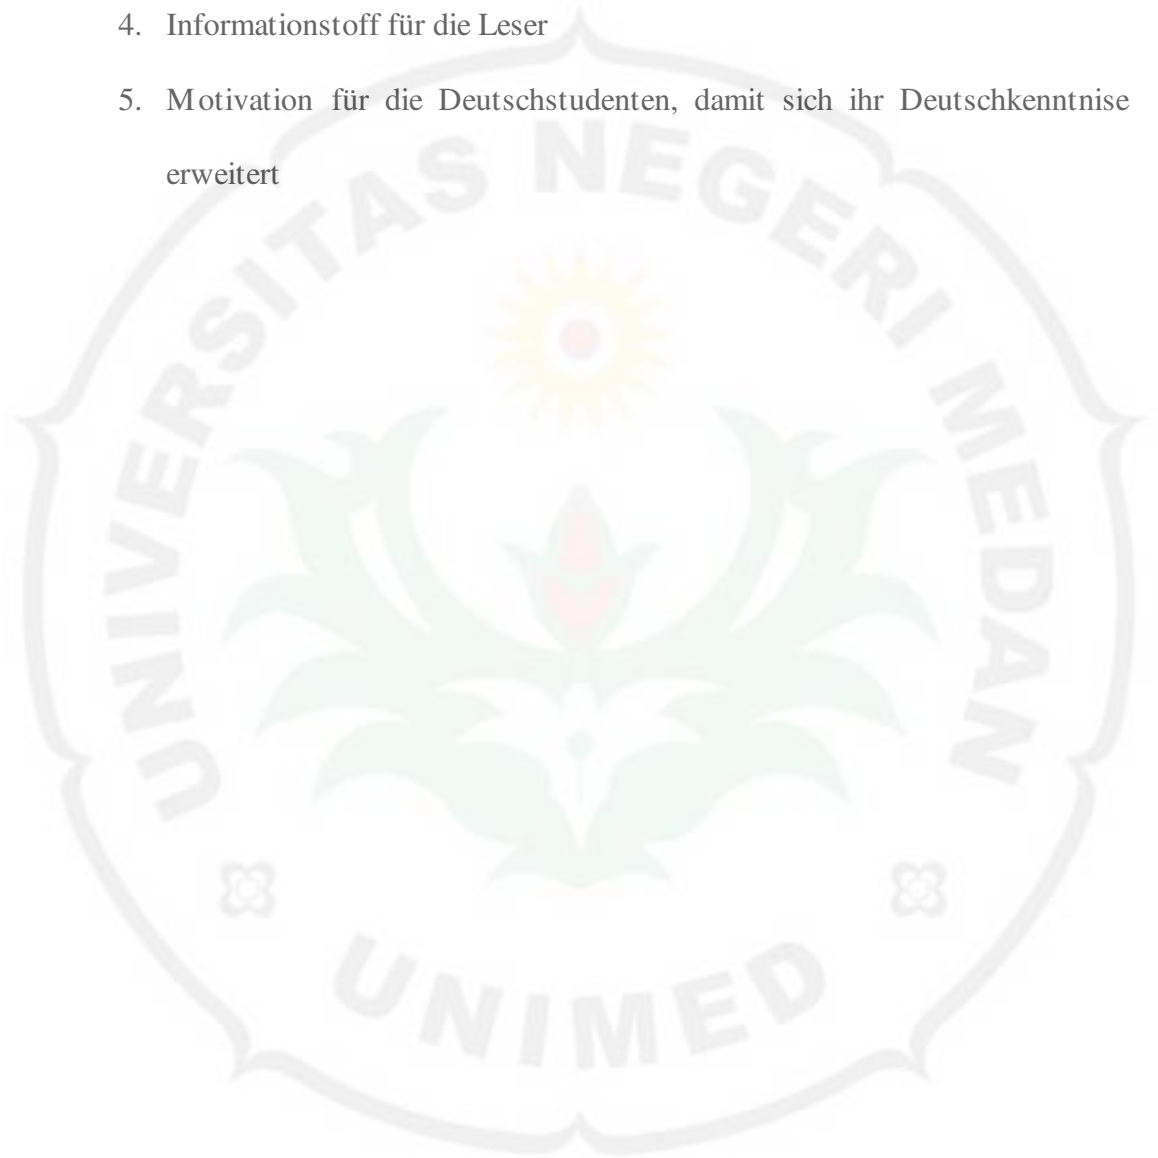 4. Informationstoff für die Leser
5. Motivation für die Deutschstudenten, damit sich ihr Deutschkenntnise
erweitert
UNIVERSITAS NEGERI MEDAN
UNIMED